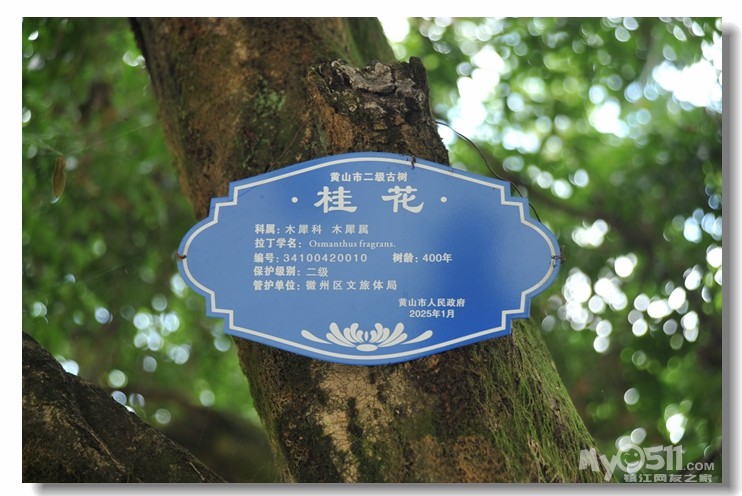 黄山市二级古树
·桂花·
科属：木犀科 木犀属
拉丁学名：Osmanthus fragrans.
编号：34100420010 树龄：400年
保护级别：二级
管护单位：徽州区文旅体局
黄山市人民政府
2025年1月
MY0511.COM
镇江网友之家